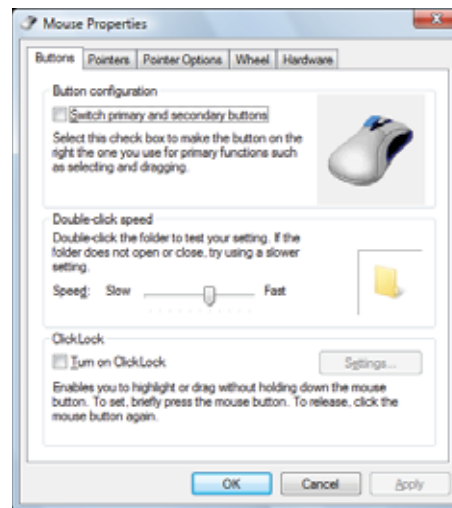 Mouse Properties
Buttons Pointers Pointer Options Wheel Hardware
Button configuration
Switch primary and secondary buttons
Select this check box to make the button on the
right the one you use for primary functions such
as selecting and dragging.
Double-click speed
Double-click the folder to test your setting. If the
folder does not open or close, try using a slower
setting.
Speed: Slow Fast
ClickLock
Turn on ClickLock Settings...
Enables you to highlight or drag without holding down the mouse
button. To set, briefly press the mouse button. To release, click the
mouse button again.
OK Cancel Apply